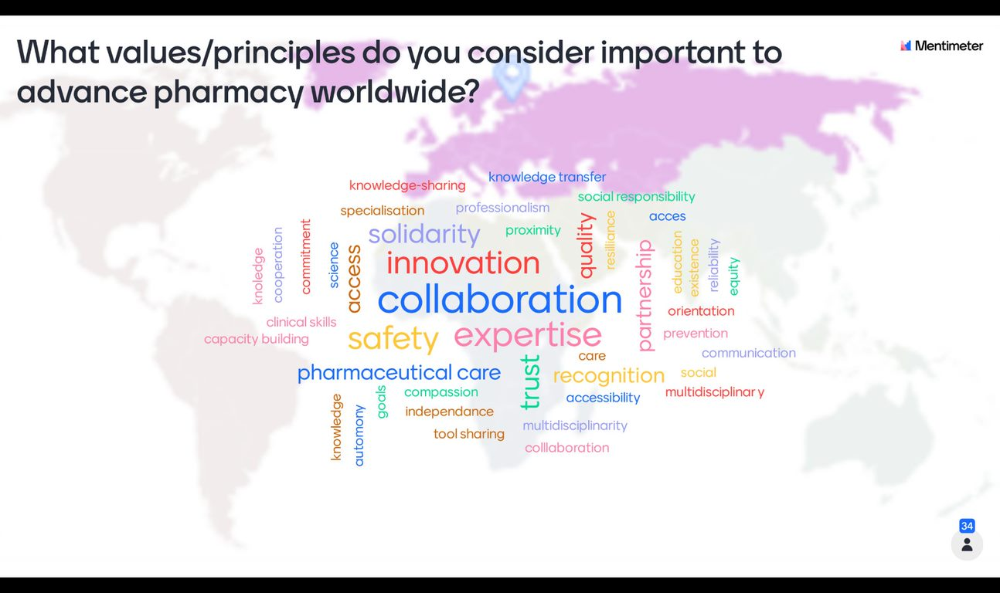 What values/principles do you consider important to
advance pharmacy worldwide?
Mentimeter
knowledge transfer
knowledge-sharing
social responsibility
specialisation
professionalism
acces
solidarity
proximity
quality
resilliance
knoledge
cooperation
commitment
science
access
innovation
partnership
education
existence
reliability
equity
collaboration
orientation
clinical skills
capacity building
safety
expertise
prevention
communication
care
pharmaceutical care
trust
recognition
social
goals
compassion
accessibility
multidisciplinar y
knowledge
automony
independance
tool sharing
multidisciplinarity
colllaboration
34